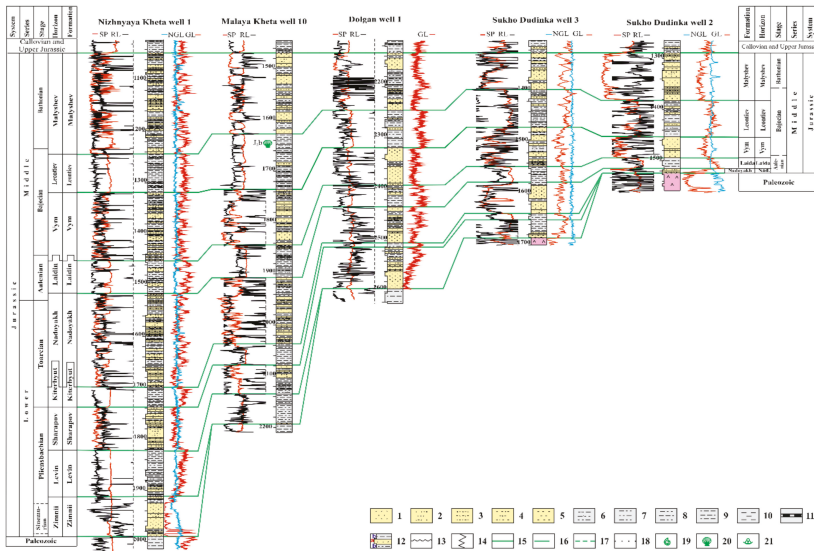 Nizhnyaya Kheta well 1
Malaya Kheta well 10
Dolgan well 1
Sukho Dudinka well 3
Sukho Dudinka well 2
System
Series
Stage
Horizon
Formation
SP RL
NGL GL
SP RL
SP RL
GL
SP RL
NGL GL
SP RL
NGL GL
Formation
Horizon
Stage
Series
System
Callovian and
Upper Jurassic
Callovian and Upper Jurassic
Jurassic
Middle
Lower
Bathonian
Bajocian
Aalenian
Toarcian
Pliensbachian
Malyshev
Leontiev
Vym
Laidin
Nadoyakh
Kiterbyut
Sharapov
Levin
Zimnii
Malyshev
Leontiev
Vym
Laidin
Nadoyakh
Kiterbyut
Sharapov
Levin
Zimnii
Paleozoic
1100
1200
1300
1400
1500
1600
1700
1800
1900
2000
1500
1600
1700
1900
2200
2200
2300
2400
2500
2600
1400
1500
1600
1700
1300
1400
1500
Malyshev
Leontiev
Vym
Malyshev
Leontiev
Vym
Bathonian
Bajocian
Middle
Jurassic
Paleozoic
1
2
3
4
5
6
7
8
9
10
11
12
13
14
15
16
17
18
19
20
21